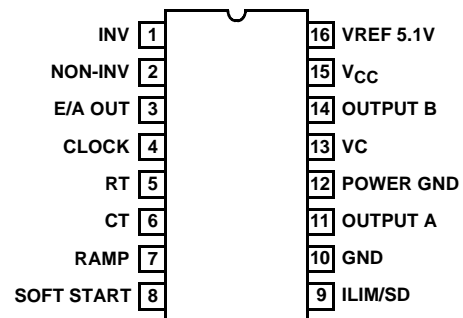 INV 1 16 VREF 5.1V
NON-INV 2 15 VCC
E/A OUT 3 14 OUTPUT B
CLOCK 4 13 VC
RT 5 12 POWER GND
CT 6 11 OUTPUT A
RAMP 7 10 GND
SOFT START 8 9 ILIM/SD